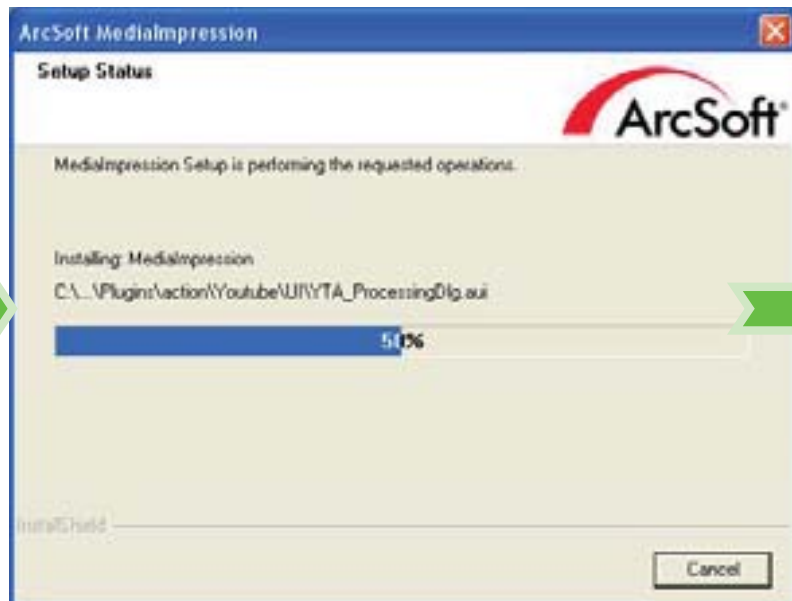 ArcSoft MediaImpression
Setup Status
ArcSoft
MediaImpression Setup is performing the requested operations.
Installing: MediaImpression
C:\...\Plugins\action\Youtube\UI\YTA_ProcessingDlg.aui
50%
InstallShield
Cancel